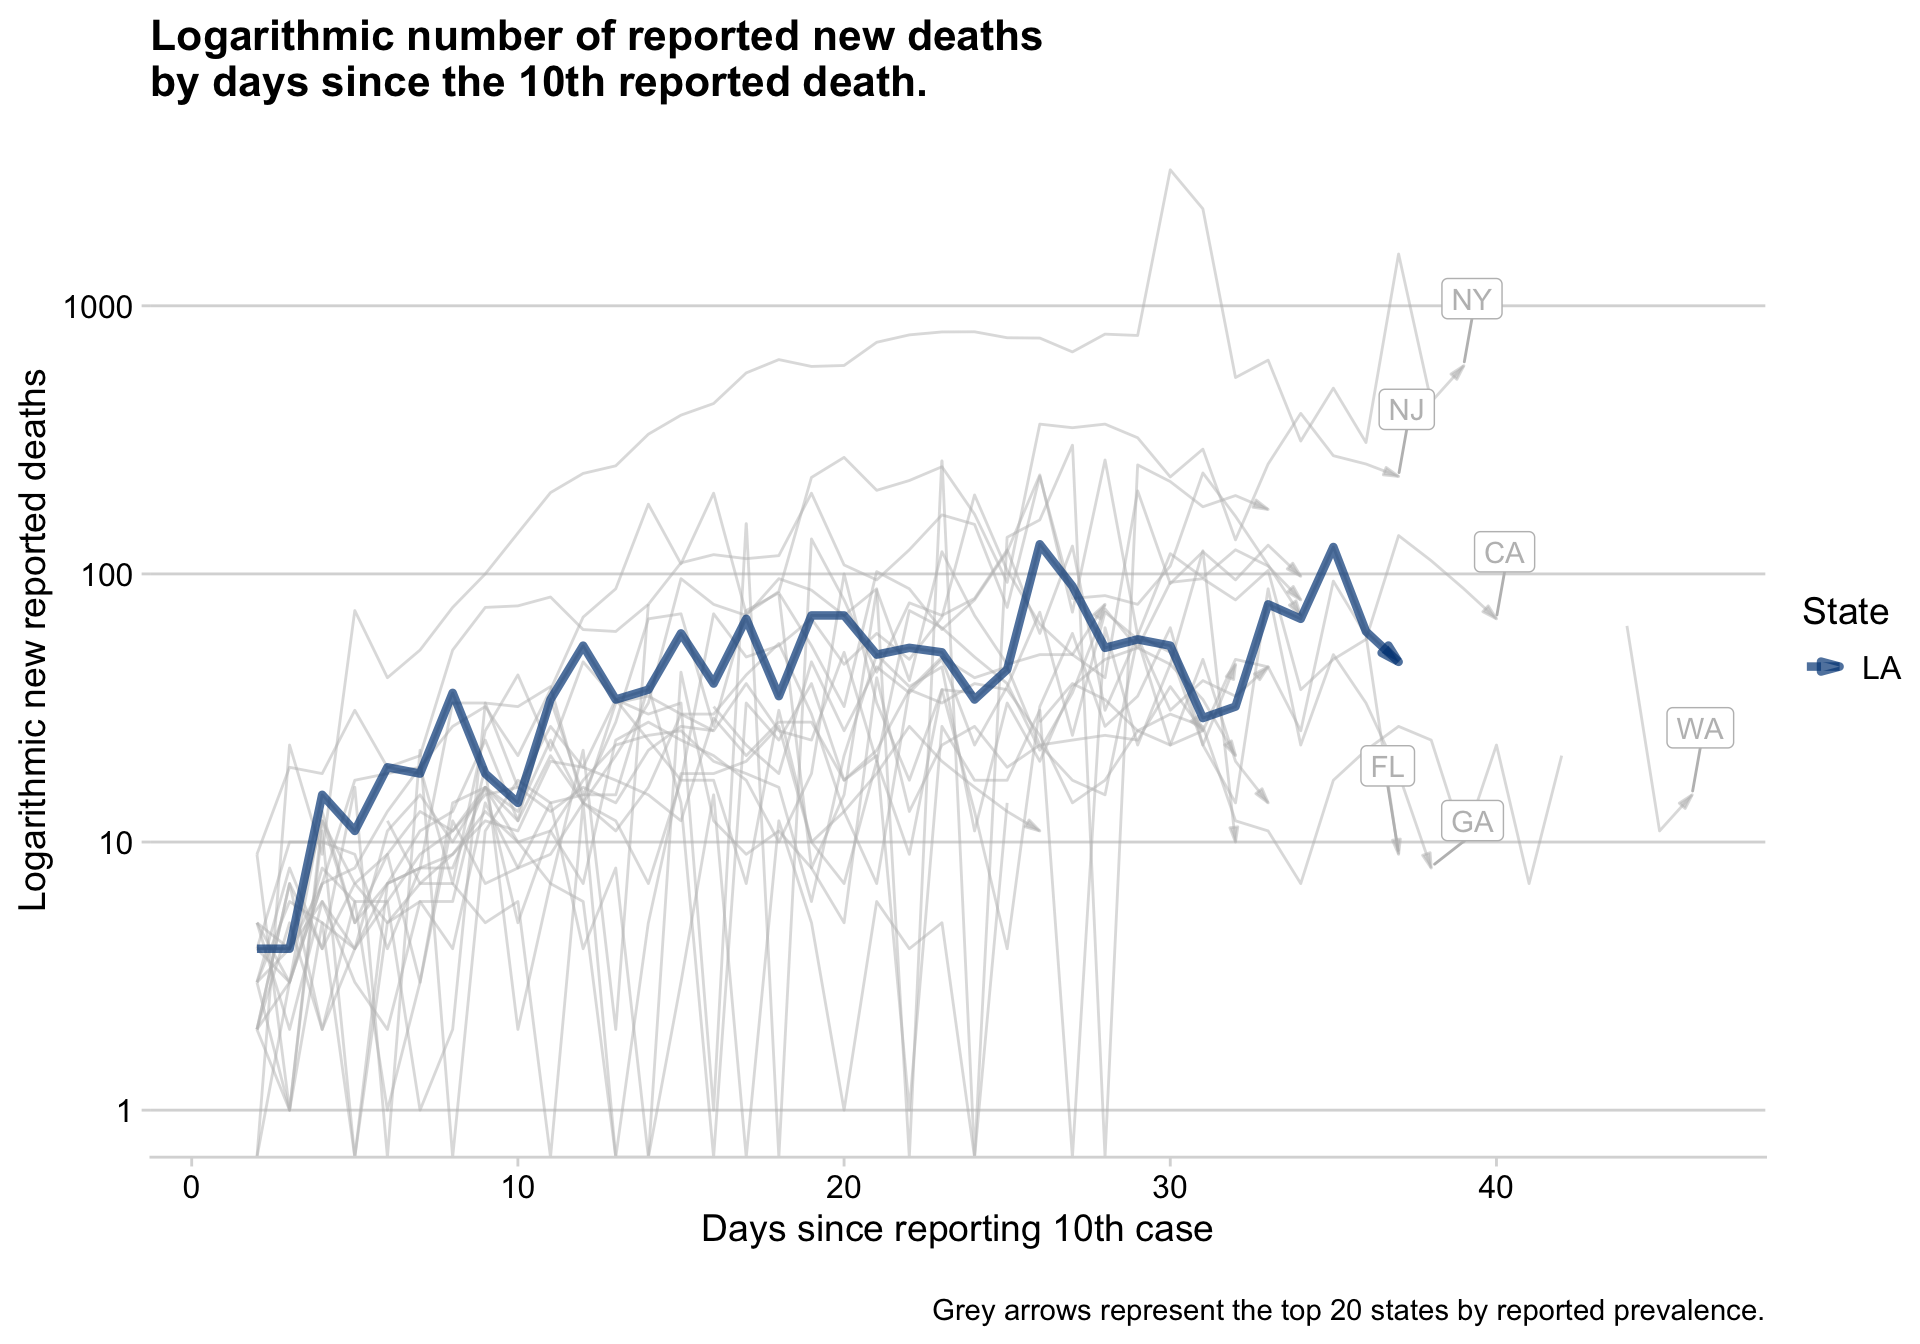 Logarithmic number of reported new deaths
by days since the 10th reported death.
Logarithmic new reported deaths
1000
100
10
1
NY
NJ
CA
WA
FL
GA
State
LA
0 10 20 30 40
Days since reporting 10th case
Grey arrows represent the top 20 states by reported prevalence.